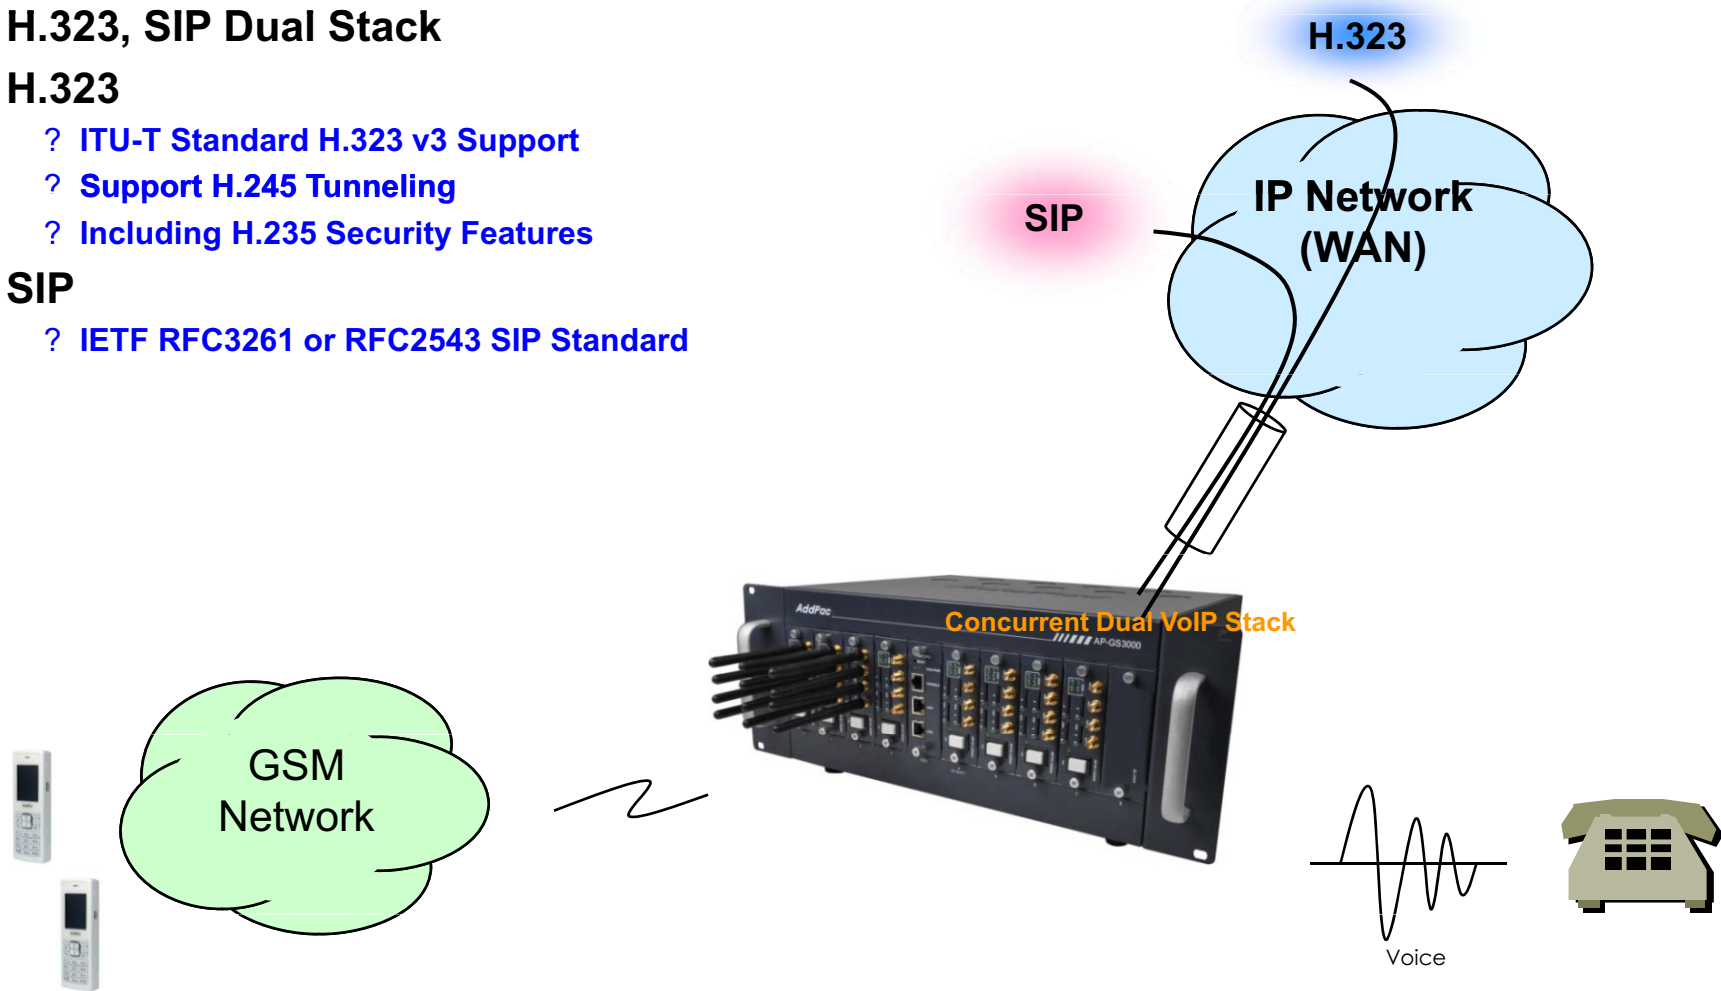 H.323, SIP Dual Stack
H.323
? ITU-T Standard H.323 v3 Support
? Support H.245 Tunneling
? Including H.235 Security Features
SIP
? IETF RFC3261 or RFC2543 SIP Standard
H.323
SIP
IP Network
(WAN)
AddPac
Concurrent Dual VoIP Stack
AP-GS3000
GSM
Network
Voice